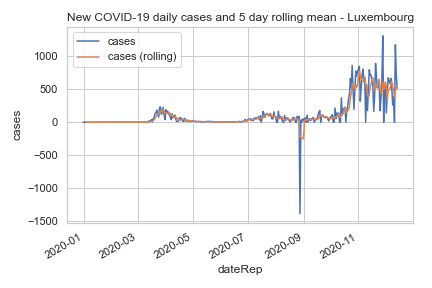 New COVID-19 daily cases and 5 day rolling mean - Luxembourg
cases
cases (rolling)
1000
500
0
−500
−1000
−1500
cases
2020-01
2020-03
2020-05
2020-07
2020-09
2020-11
dateRep